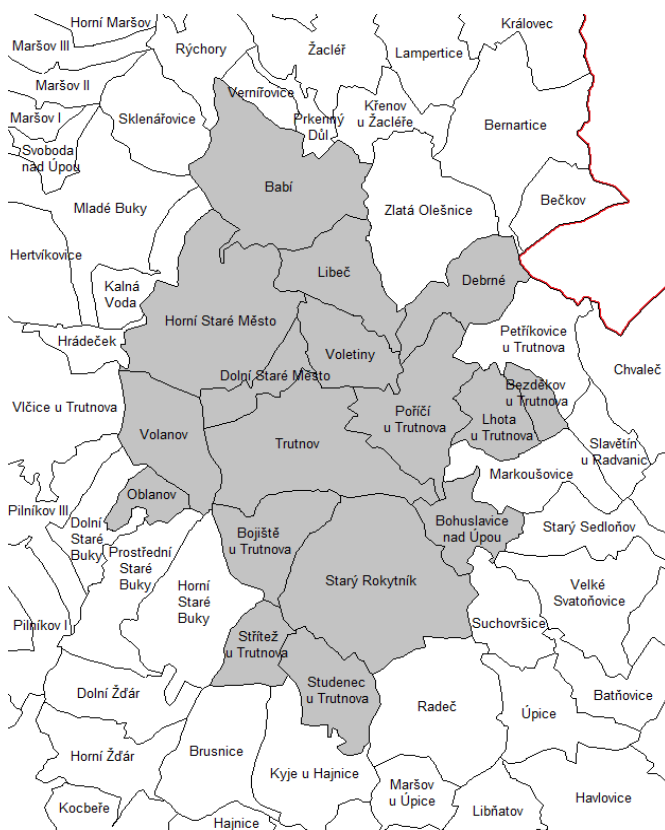 Horní Maršov
Královec
Maršov III
Rýchory
Žacléř
Lampertice
Maršov II
Vernířovice
Maršov I
Sklenářovice
Prkenný
Důl
Křenov
u Žacléře
Bernartice
Svoboda
nad Úpou
Babí
Mladé Buky
Zlatá Olešnice
Bečkov
Hertvíkovice
Libeč
Debrné
Kalná
Voda
Horní Staré Město
Hrádeček
Petříkovice
u Trutnova
Voletiny
Chvaleč
Dolní Staré Město
Bezděkov
u Trutnova
Vlčice u Trutnova
Poříčí
u Trutnova
Lhota
u Trutnova
Volanov
Trutnov
Slavětín
u Radvanic
Markoušovice
Oblanov
Pilníkov III
Dolní
Staré
Buky
Bojiště
u Trutnova
Bohuslavice
nad Úpou
Starý Sedloňov
Prostřední
Staré
Buky
Horní
Staré
Buky
Starý Rokytník
Velké
Svatoňovice
Pilníkov I
Suchovršice
Střítež
u Trutnova
Dolní Žďár
Studenec
u Trutnova
Radeč
Úpice
Batňovice
Horní Žďár
Brusnice
Kyje u Hajnice
Maršov
u Úpice
Havlovice
Kocbeře
Hajnice
Libňatov